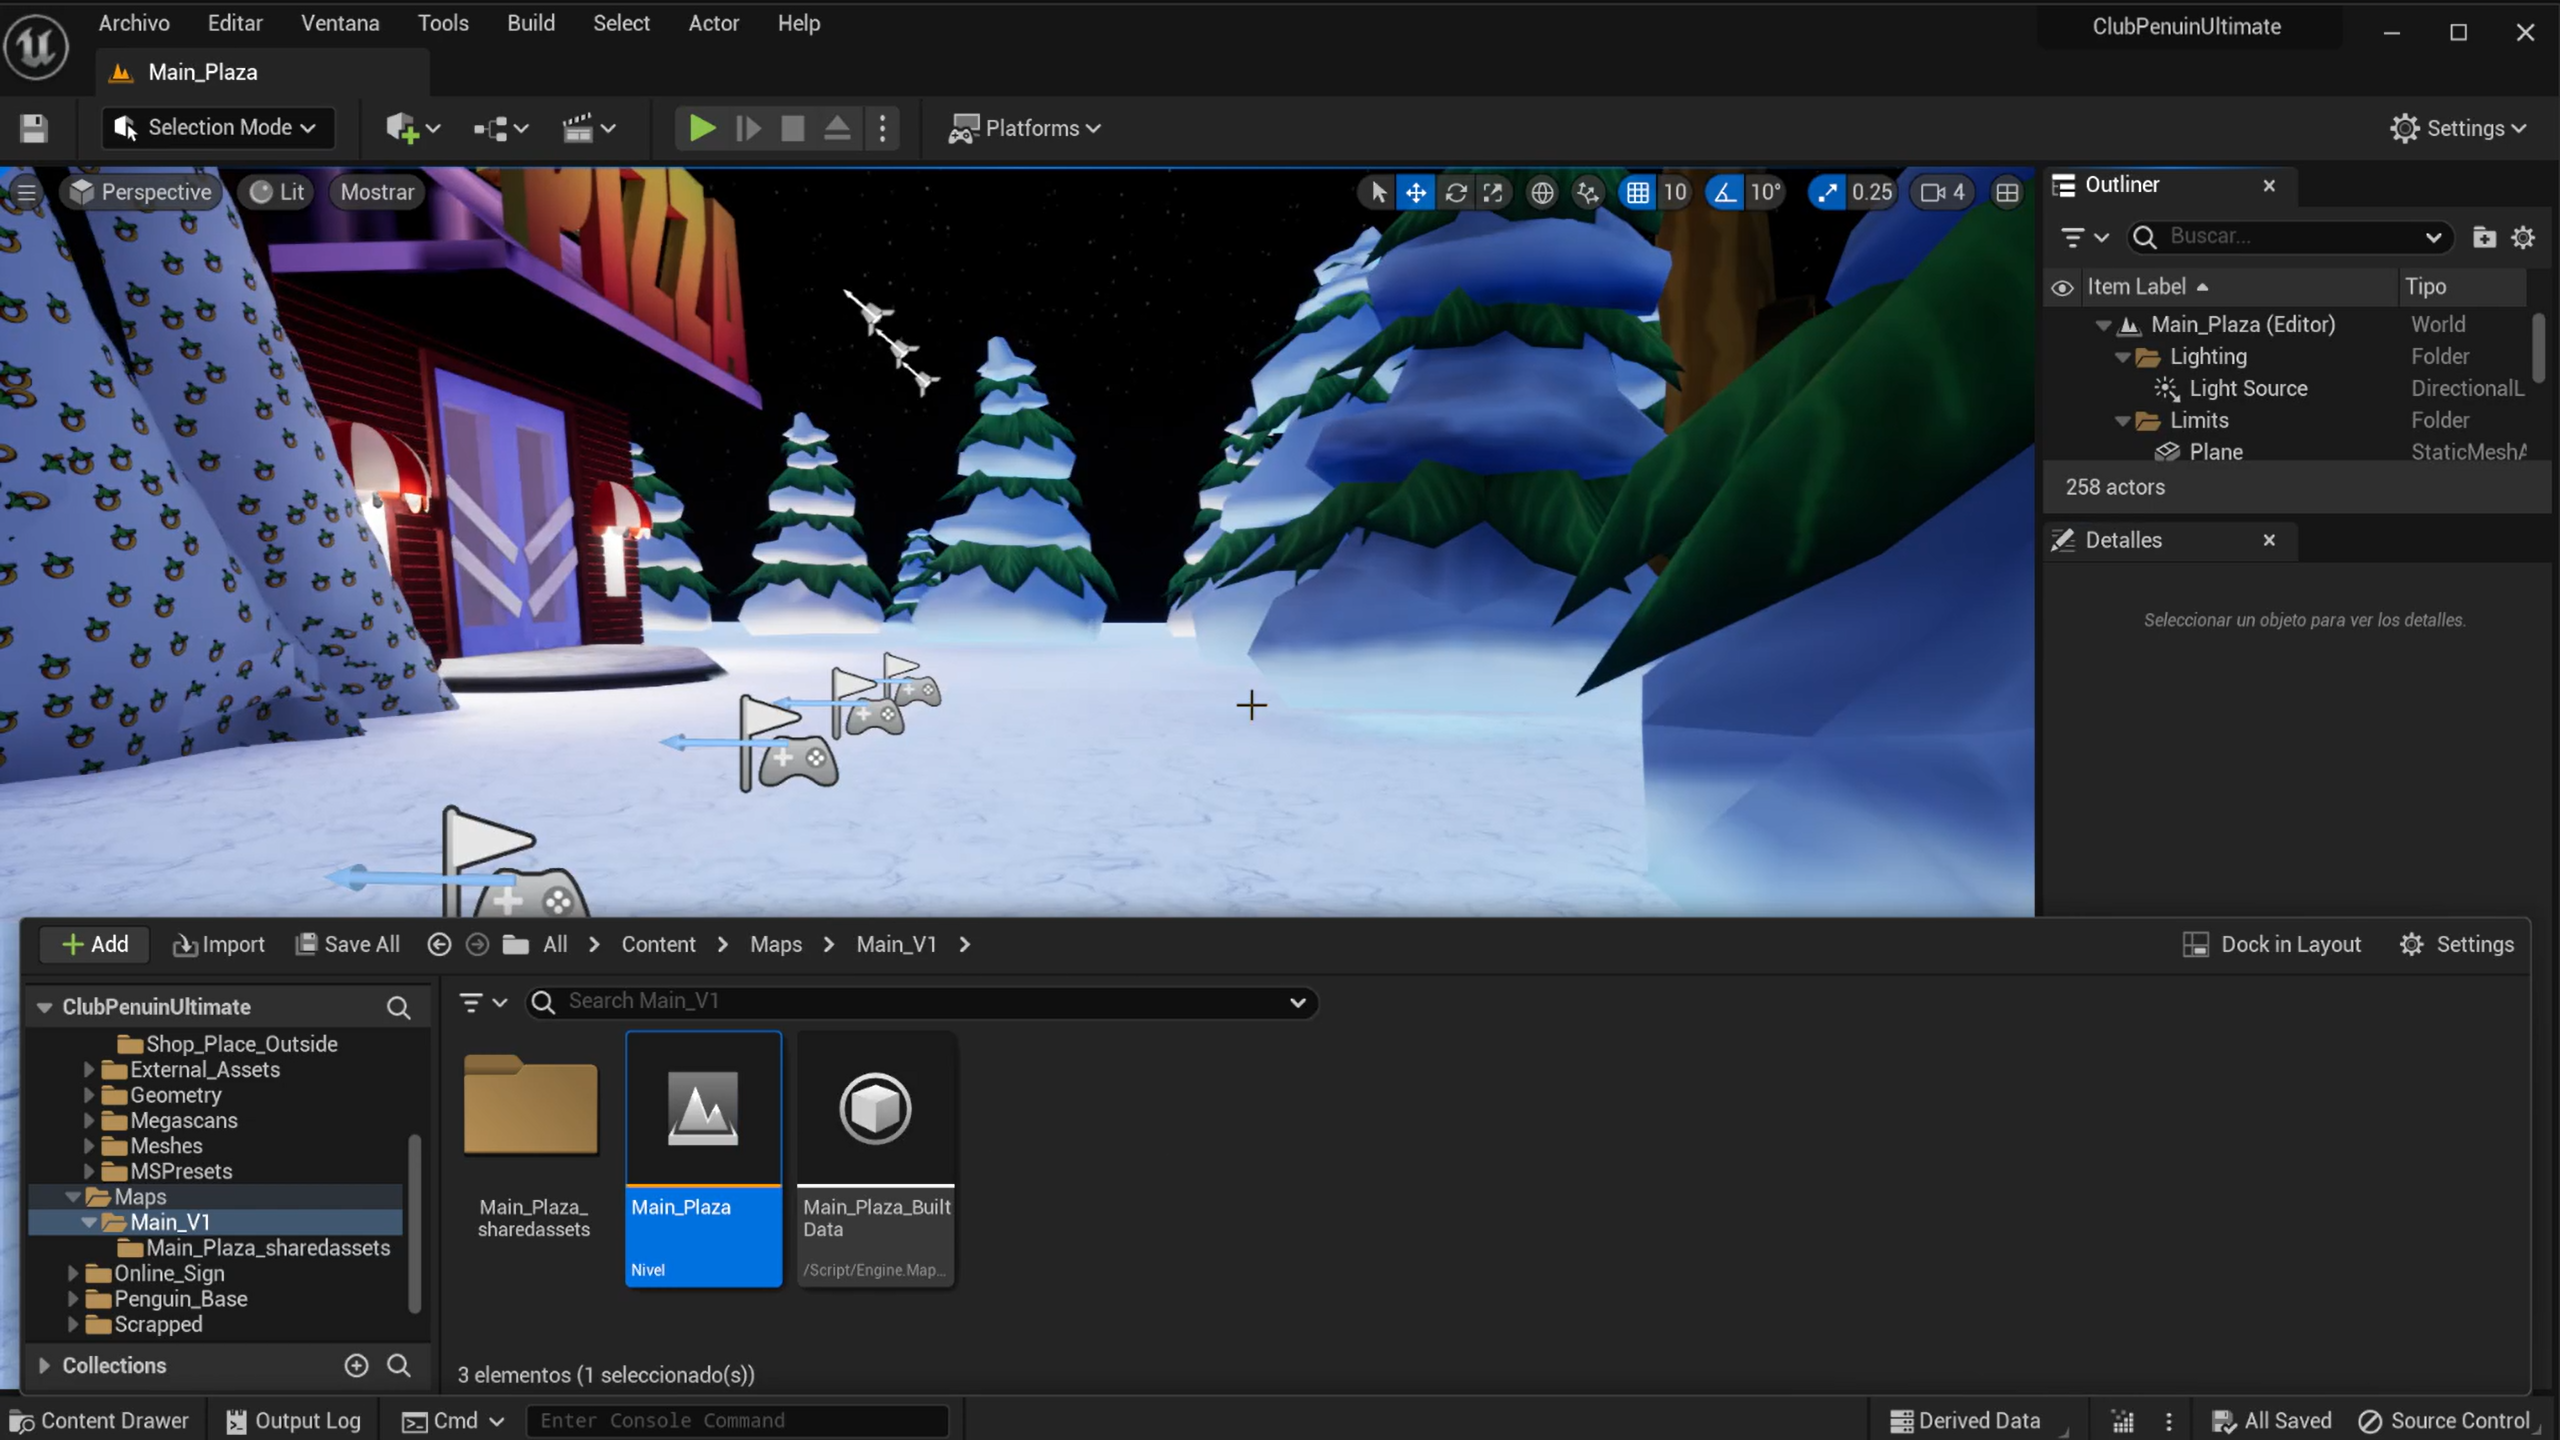 Archivo Editar Ventana Tools Build Select Actor Help
ClubPenuinUltimate
Main_Plaza
Selection Mode
Platforms
Settings
Perspective Lit Mostrar
10 10° 0.25 4
PIZZA
Outliner
Buscar...
Item Label Tipo
Main_Plaza (Editor) World
Lighting Folder
Light Source DirectionalL
Limits Folder
Plane StaticMeshA
258 actors
Detalles
Seleccionar un objeto para ver los detalles.
Add Import Save All All Content Maps Main_V1
Dock in Layout Settings
ClubPenuinUltimate
Shop_Place_Outside
External_Assets
Geometry
Megascans
Meshes
MSPresets
Maps
Main_V1
Main_Plaza_sharedassets
Online_Sign
Penguin_Base
Scrapped
Collections
Search Main_V1
Main_Plaza_
sharedassets
Main_Plaza
Nivel
Main_Plaza_Built
Data
/Script/Engine.Map...
3 elementos (1 seleccionado(s))
Content Drawer Output Log Cmd Enter Console Command
Derived Data All Saved Source Control